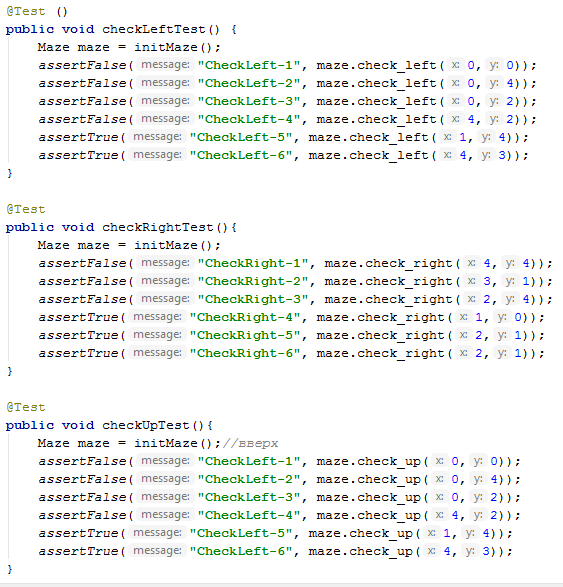 @Test ()
public void checkLeftTest() {
    Maze maze = initMaze();
    assertFalse( message: "CheckLeft-1", maze.check_left( x: 0, y: 0));
    assertFalse( message: "CheckLeft-2", maze.check_left( x: 0, y: 4));
    assertFalse( message: "CheckLeft-3", maze.check_left( x: 0, y: 2));
    assertFalse( message: "CheckLeft-4", maze.check_left( x: 4, y: 2));
    assertTrue( message: "CheckLeft-5", maze.check_left( x: 1, y: 4));
    assertTrue( message: "CheckLeft-6", maze.check_left( x: 4, y: 3));
}
@Test
public void checkRightTest(){
    Maze maze = initMaze();
    assertFalse( message: "CheckRight-1", maze.check_right( x: 4, y: 4));
    assertFalse( message: "CheckRight-2", maze.check_right( x: 3, y: 1));
    assertFalse( message: "CheckRight-3", maze.check_right( x: 2, y: 4));
    assertTrue( message: "CheckRight-4", maze.check_right( x: 1, y: 0));
    assertTrue( message: "CheckRight-5", maze.check_right( x: 2, y: 1));
    assertTrue( message: "CheckRight-6", maze.check_right( x: 2, y: 1));
}
@Test
public void checkUpTest(){
    Maze maze = initMaze();//вверх
    assertFalse( message: "CheckLeft-1", maze.check_up( x: 0, y: 0));
    assertFalse( message: "CheckLeft-2", maze.check_up( x: 0, y: 4));
    assertFalse( message: "CheckLeft-3", maze.check_up( x: 0, y: 2));
    assertFalse( message: "CheckLeft-4", maze.check_up( x: 4, y: 2));
    assertTrue( message: "CheckLeft-5", maze.check_up( x: 1, y: 4));
    assertTrue( message: "CheckLeft-6", maze.check_up( x: 4, y: 3));
}